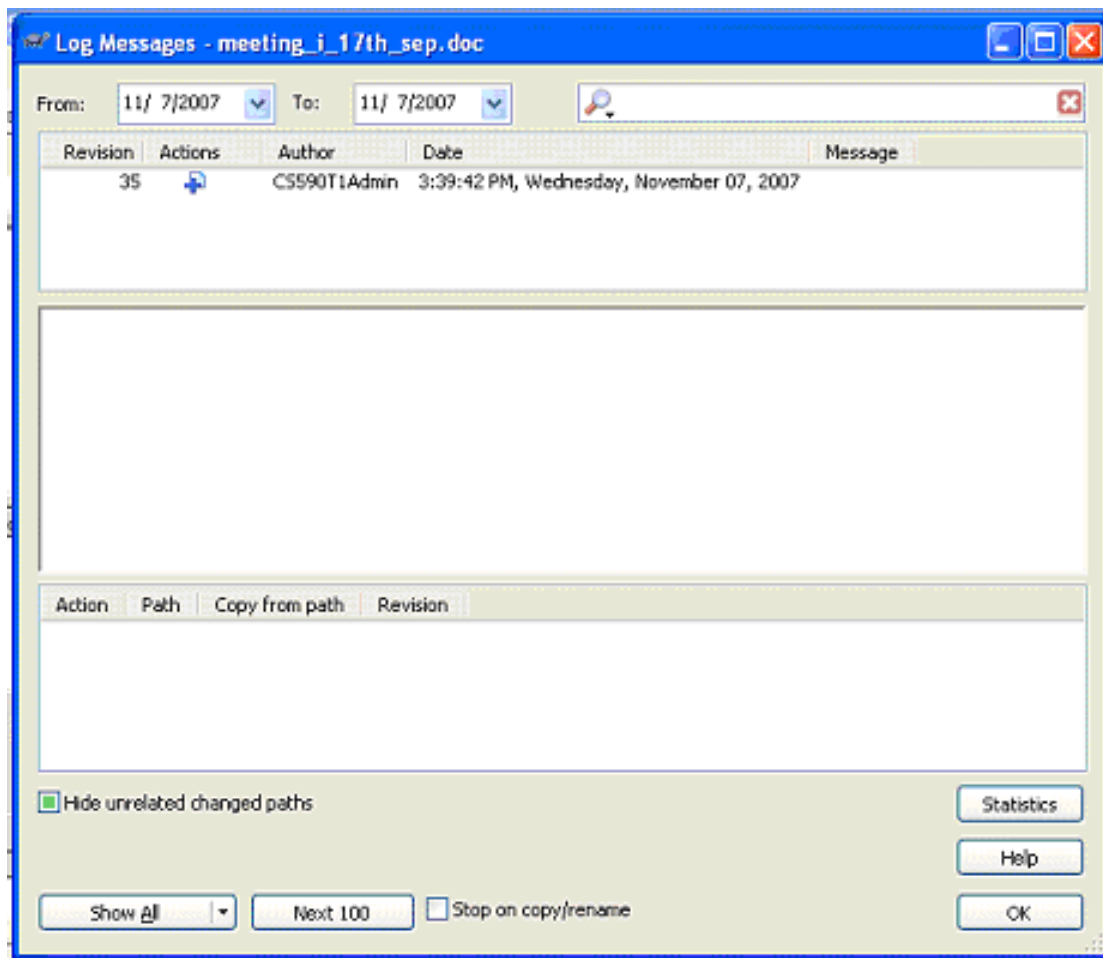 Log Messages - meeting_i_17th_sep.doc
From: 11/ 7/2007 To: 11/ 7/2007
Revision Actions Author Date Message
35 CS590T1Admin 3:39:42 PM, Wednesday, November 07, 2007
Action Path Copy from path Revision
Hide unrelated changed paths
Statistics
Help
Show All Next 100 Stop on copy/rename OK